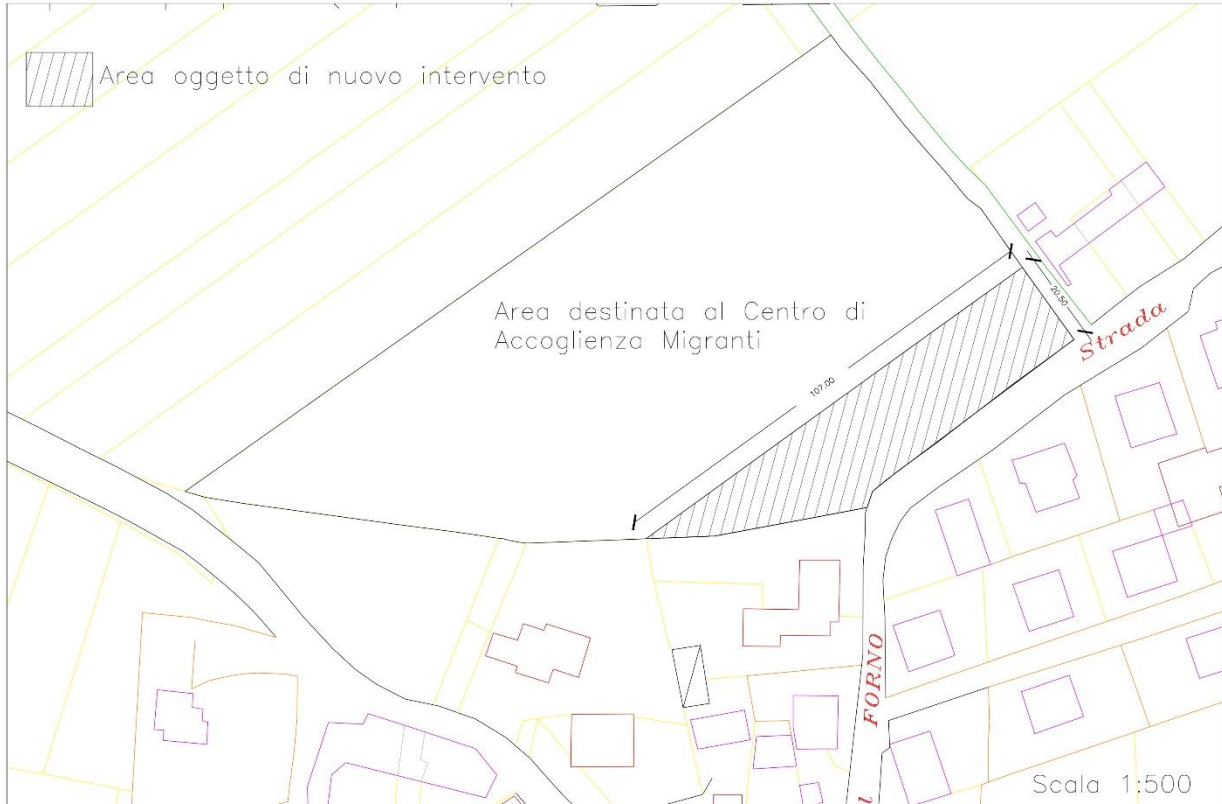 Area oggetto di nuovo intervento
Area destinata al Centro di
Accoglienza Migranti
20.50
Strada
107.00
FORNO
Scala 1:500